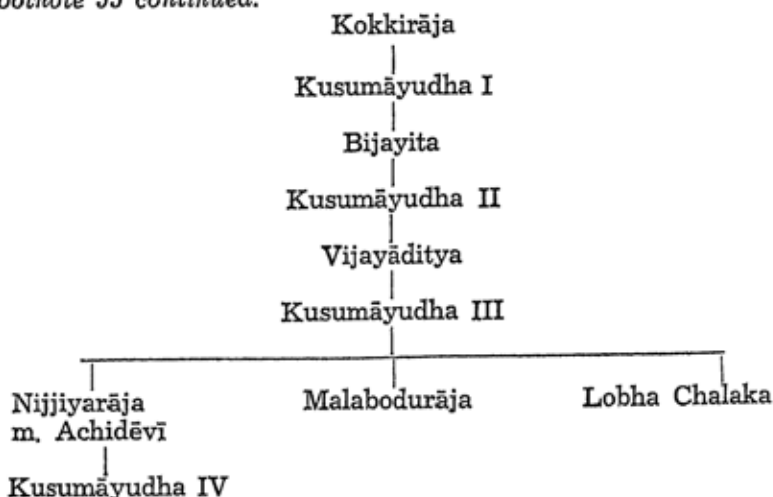 footnote 55 continued.
Kokkirāja
Kusumāyudha I
Bijayita
Kusumāyudha II
Vijayāditya
Kusumāyudha III
Nijjiyarāja Malabodurāja Lobha Chalaka
m. Achidēvī
Kusumāyudha IV